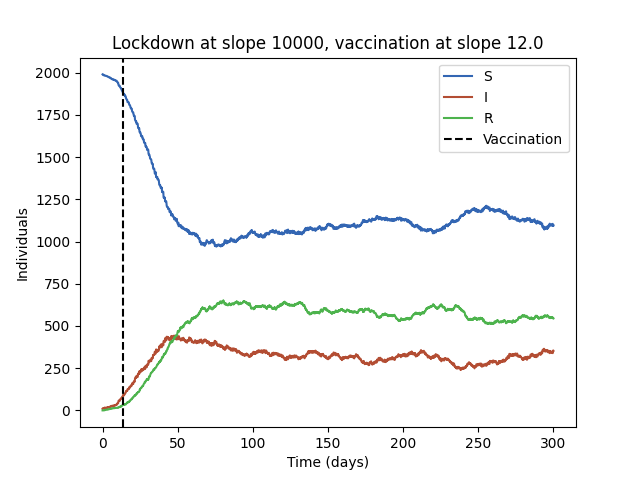 Lockdown at slope 10000, vaccination at slope 12.0
S
I
R
Vaccination
Individuals
2000
1750
1500
1250
1000
750
500
250
0
0 50 100 150 200 250 300
Time (days)